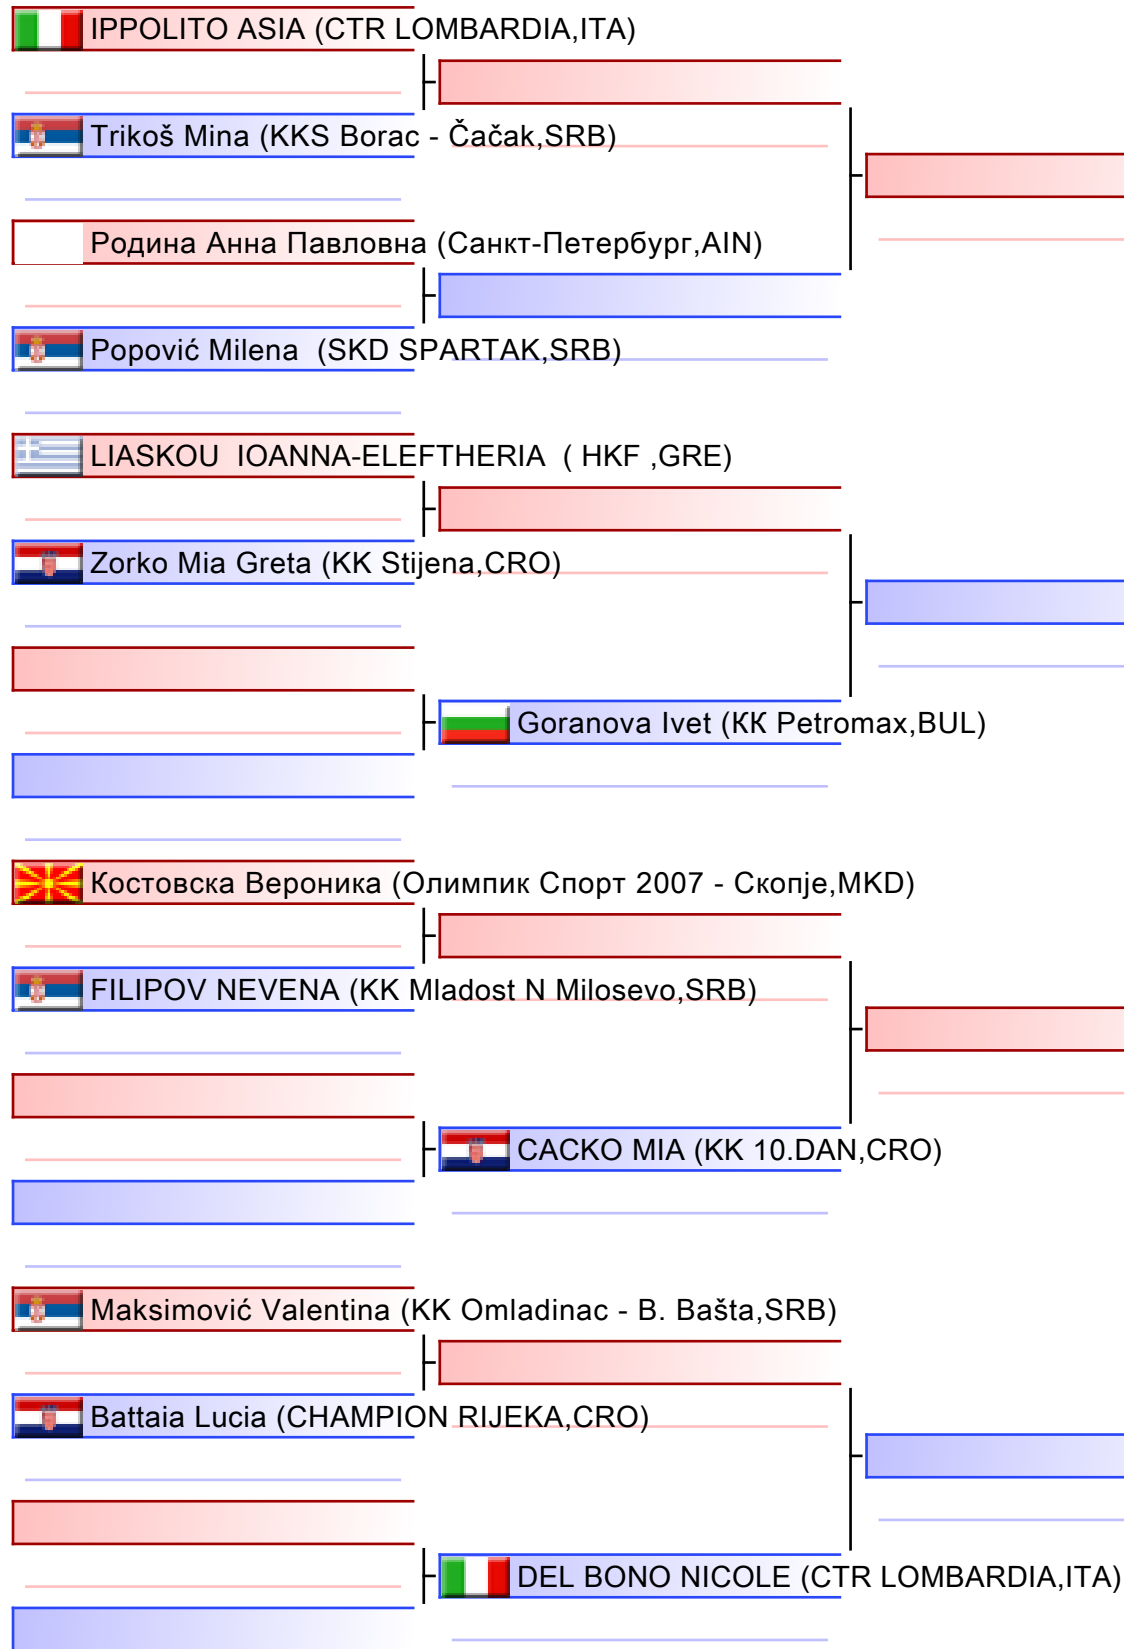 IPPOLITO ASIA (CTR LOMBARDIA,ITA)
Trikoš Mina (KKS Borac - Čačak,SRB)
Родина Анна Павловна (Санкт-Петербург,AIN)
Popović Milena  (SKD SPARTAK,SRB)
LIASKOU  IOANNA-ELEFTHERIA  ( HKF ,GRE)
Zorko Mia Greta (KK Stijena,CRO)
Goranova Ivet (КК Petromax,BUL)
Костовска Вероника (Олимпик Спорт 2007 - Скопје,MKD)
FILIPOV NEVENA (KK Mladost N Milosevo,SRB)
CACKO MIA (KK 10.DAN,CRO)
Maksimović Valentina (KK Omladinac - B. Bašta,SRB)
Battaia Lucia (CHAMPION RIJEKA,CRO)
DEL BONO NICOLE (CTR LOMBARDIA,ITA)